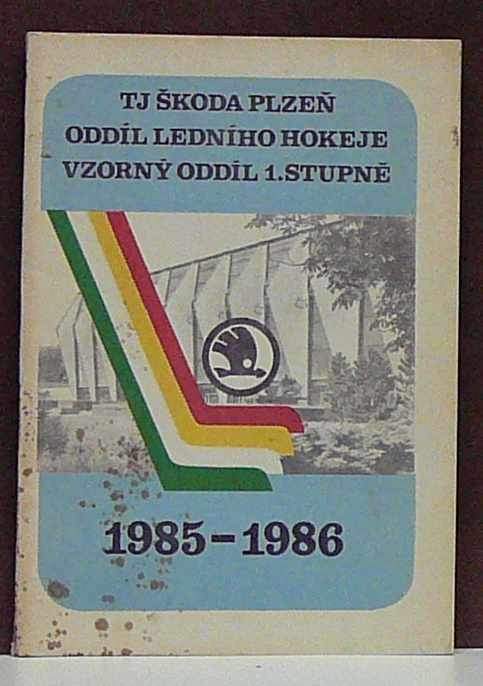 TJ ŠKODA PLZEŇ
ODDÍL LEDNÍHO HOKEJE
VZORNÝ ODDÍL 1.STUPNĚ
1985–1986